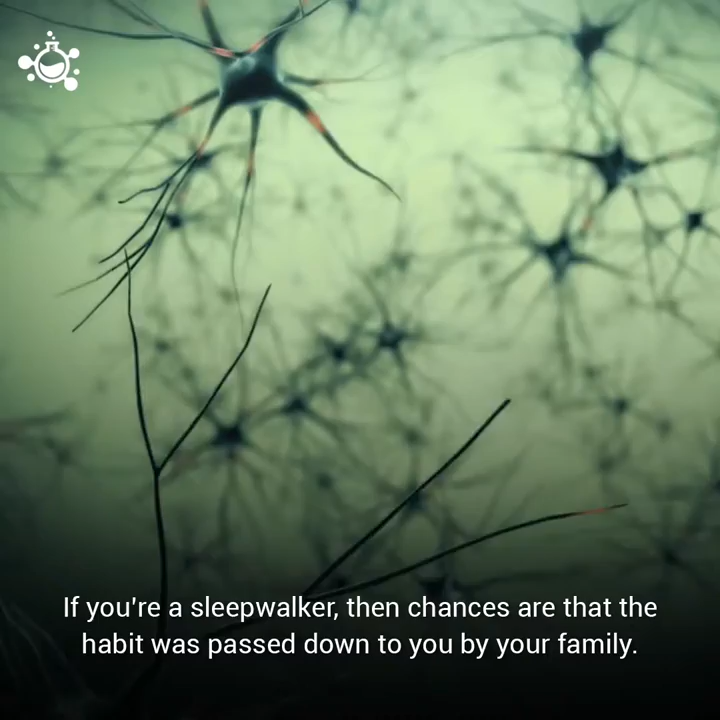 If you're a sleepwalker, then chances are that the
habit was passed down to you by your family.